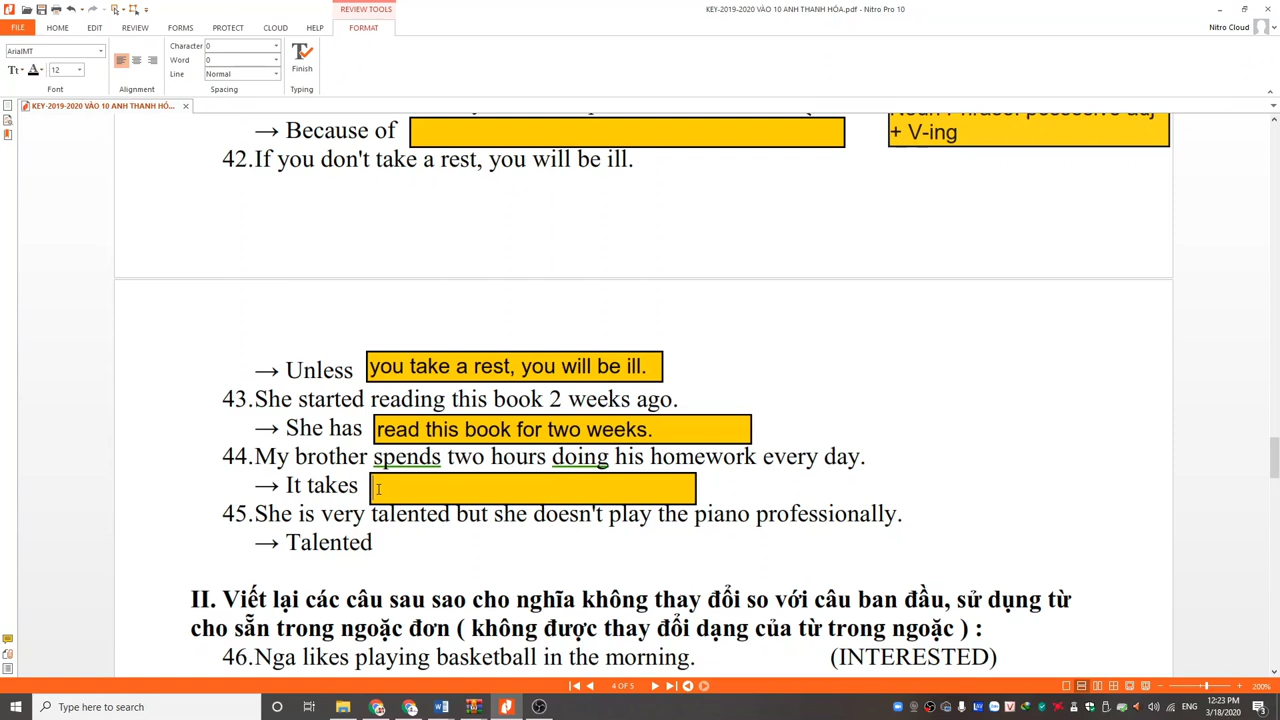 REVIEW TOOLS
KEY-2019-2020 VÀO 10 ANH THANH HÓA.pdf - Nitro Pro 10
FILE HOME EDIT REVIEW FORMS PROTECT CLOUD HELP FORMAT
Nitro Cloud
ArialMT
12
Font
Alignment
Character 0
Word 0
Line Normal
Spacing
Finish
Typing
KEY-2019-2020 VÀO 10 ANH THANH HÓ...
→ Because of
+ V-ing
42.If you don't take a rest, you will be ill.
→ Unless you take a rest, you will be ill.
43.She started reading this book 2 weeks ago.
→ She has read this book for two weeks.
44.My brother spends two hours doing his homework every day.
→ It takes
45.She is very talented but she doesn't play the piano professionally.
→ Talented
II. Viết lại các câu sau sao cho nghĩa không thay đổi so với câu ban đầu, sử dụng từ
cho sẵn trong ngoặc đơn ( không được thay đổi dạng của từ trong ngoặc ) :
46.Nga likes playing basketball in the morning. (INTERESTED)
4 OF 5
200%
Type here to search
12:23 PM
3/18/2020